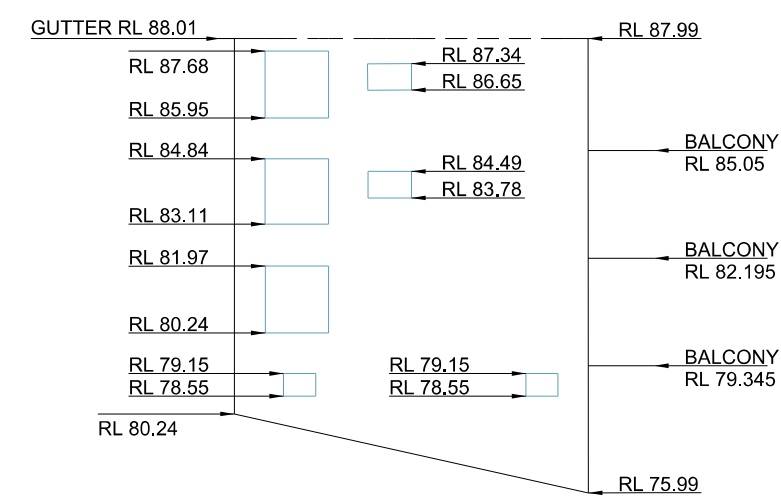 GUTTER RL 88.01
RL 87.99
RL 87.68
RL 87.34
RL 86.65
RL 85.95
BALCONY
RL 85.05
RL 84.84
RL 84.49
RL 83.78
RL 83.11
BALCONY
RL 82.195
RL 81.97
RL 80.24
RL 79.15
RL 78.55
RL 79.15
RL 78.55
BALCONY
RL 79.345
RL 80.24
RL 75.99